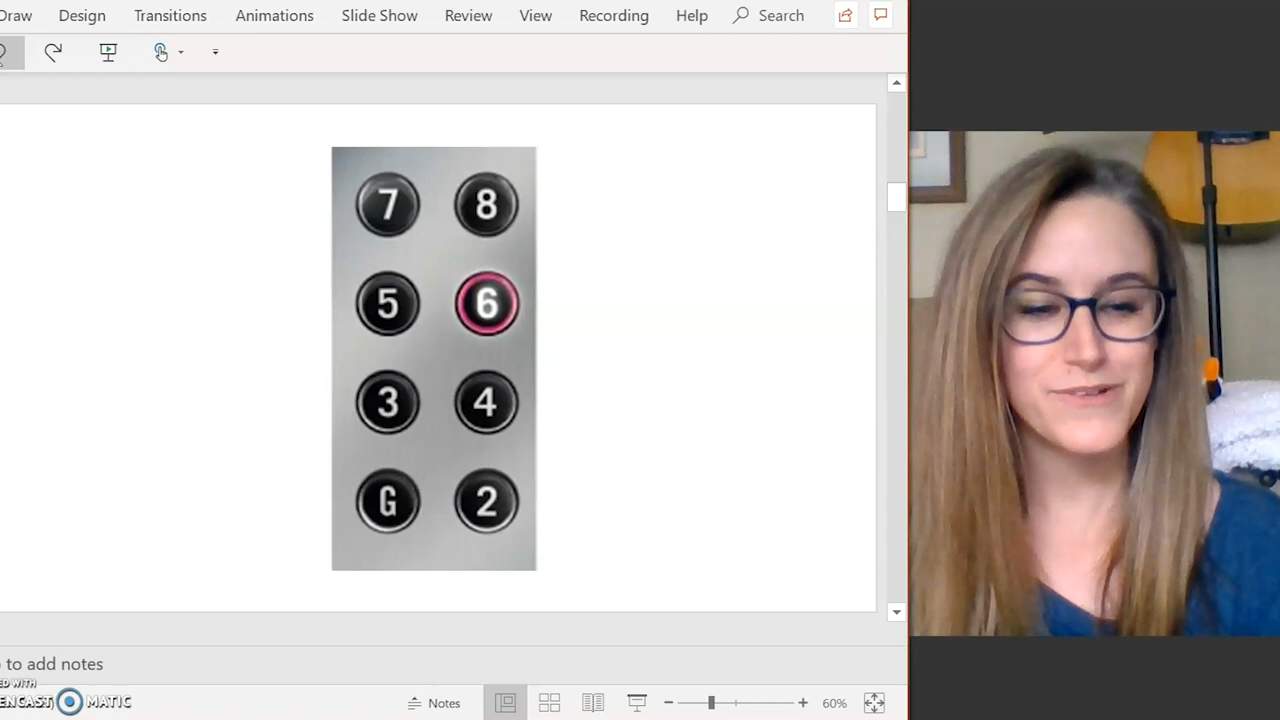 Draw Design Transitions Animations Slide Show Review View Recording Help Search
7 8
5 6
3 4
G 2
to add notes
MATIC Notes 60%